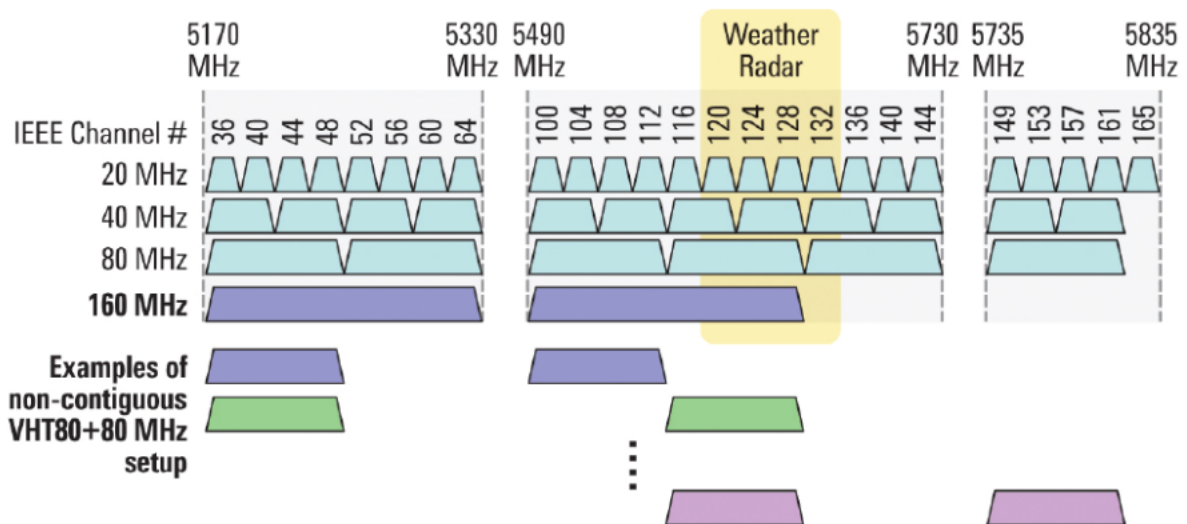 5170 MHz
5330 MHz
5490 MHz
Weather Radar
5730 MHz
5735 MHz
5835 MHz
IEEE Channel # 36 40 44 48 52 56 60 64 100 104 108 112 116 120 124 128 132 136 140 144 149 153 157 161 165
20 MHz
40 MHz
80 MHz
160 MHz
Examples of
non-contiguous
VHT80+80 MHz
setup